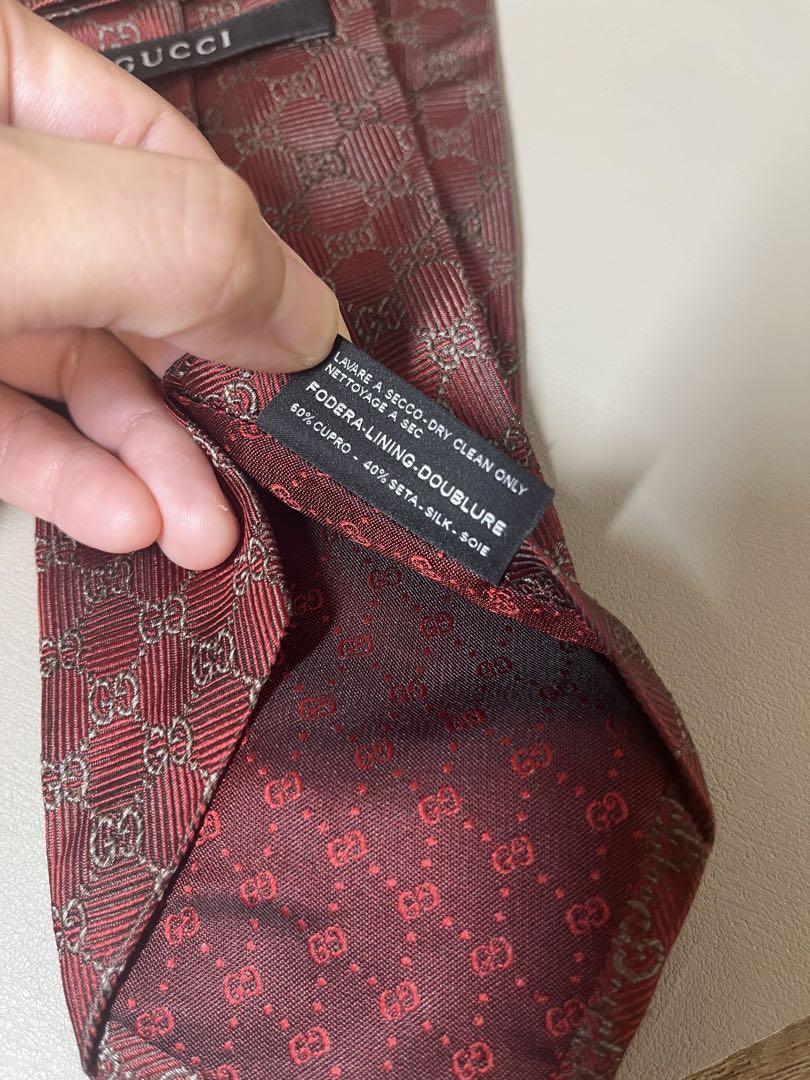 GUCCI
LAVARE A SECCO-DRY CLEAN ONLY
NETTOYAGE À SEC
FODERA-LINING-DOUBLURE
60% CUPRO - 40% SETA-SILK-SOIE